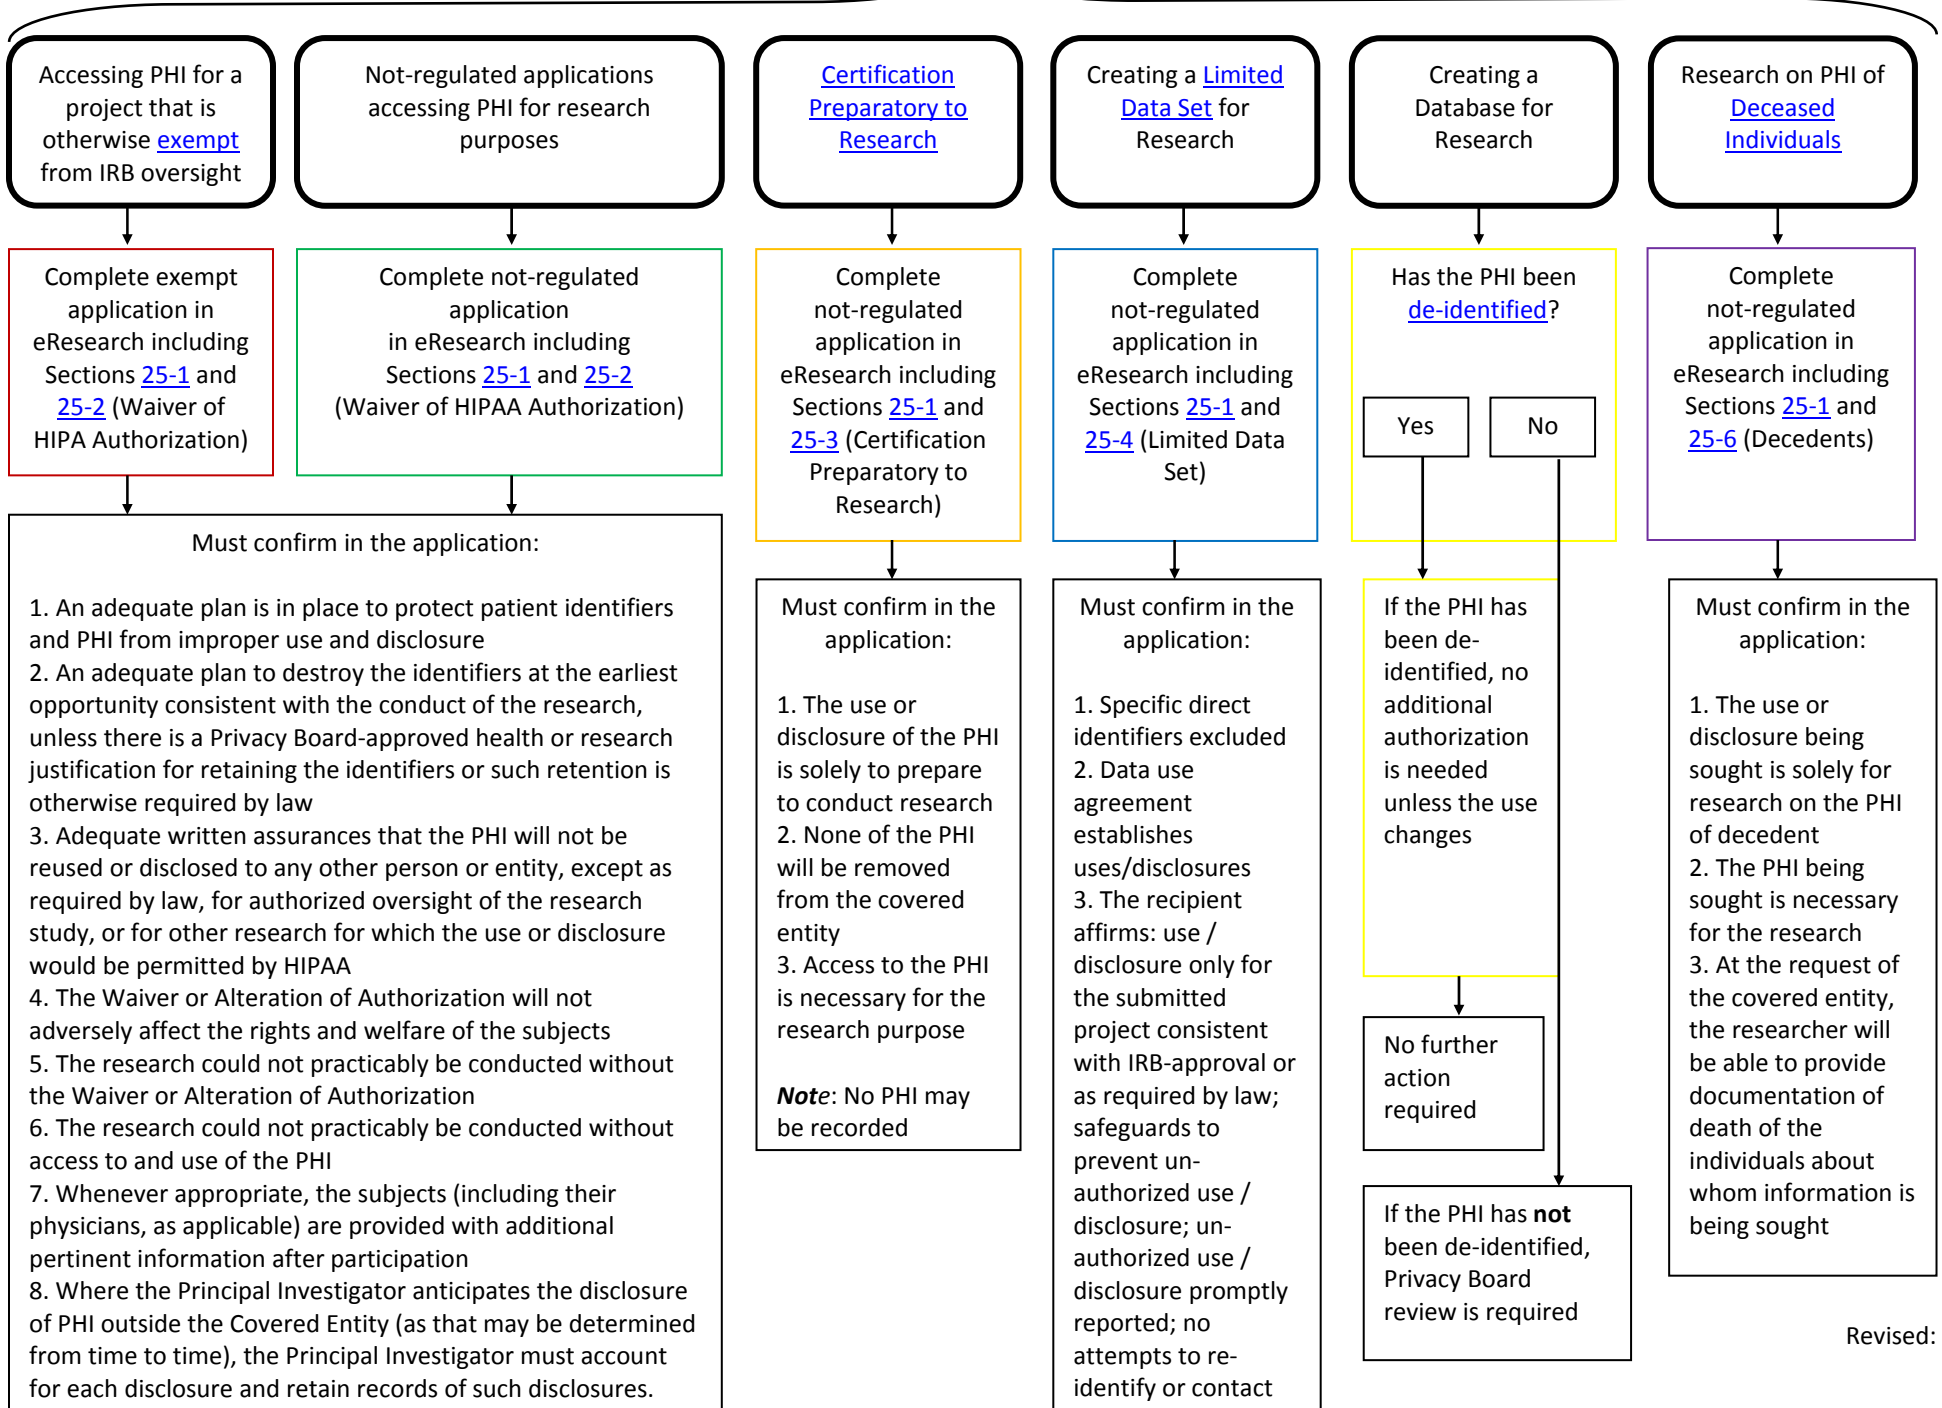 Accessing PHI for a
project that is
otherwise exempt
from IRB oversight
Not-regulated applications
accessing PHI for research
purposes
Certification
Preparatory to
Research
Creating a Limited
Data Set for
Research
Creating a
Database for
Research
Research on PHI of
Deceased
Individuals
Complete exempt
application in
eResearch including
Sections 25-1 and
25-2 (Waiver of
HIPA Authorization)
Complete not-regulated
application
in eResearch including
Sections 25-1 and 25-2
(Waiver of HIPAA Authorization)
Complete
not-regulated
application in
eResearch including
Sections 25-1 and
25-3 (Certification
Preparatory to
Research)
Complete
not-regulated
application in
eResearch including
Sections 25-1 and
25-4 (Limited Data
Set)
Has the PHI been
de-identified?
Yes
No
Complete
not-regulated
application in
eResearch including
Sections 25-1 and
25-6 (Decedents)
Must confirm in the application:
1. An adequate plan is in place to protect patient identifiers
and PHI from improper use and disclosure
2. An adequate plan to destroy the identifiers at the earliest
opportunity consistent with the conduct of the research,
unless there is a Privacy Board-approved health or research
justification for retaining the identifiers or such retention is
otherwise required by law
3. Adequate written assurances that the PHI will not be
reused or disclosed to any other person or entity, except as
required by law, for authorized oversight of the research
study, or for other research for which the use or disclosure
would be permitted by HIPAA
4. The Waiver or Alteration of Authorization will not
adversely affect the rights and welfare of the subjects
5. The research could not practicably be conducted without
the Waiver or Alteration of Authorization
6. The research could not practicably be conducted without
access to and use of the PHI
7. Whenever appropriate, the subjects (including their
physicians, as applicable) are provided with additional
pertinent information after participation
8. Where the Principal Investigator anticipates the disclosure
of PHI outside the Covered Entity (as that may be determined
from time to time), the Principal Investigator must account
for each disclosure and retain records of such disclosures.
Must confirm in the
application:
1. The use or
disclosure of the PHI
is solely to prepare
to conduct research
2. None of the PHI
will be removed
from the covered
entity
3. Access to the PHI
is necessary for the
research purpose
Note: No PHI may
be recorded
Must confirm in the
application:
1. Specific direct
identifiers excluded
2. Data use
agreement
establishes
uses/disclosures
3. The recipient
affirms: use /
disclosure only for
the submitted
project consistent
with IRB-approval or
as required by law;
safeguards to
prevent un-
authorized use /
disclosure; un-
authorized use /
disclosure promptly
reported; no
attempts to re-
identify or contact
If the PHI has
been de-
identified, no
additional
authorization
is needed
unless the use
changes
No further
action
required
If the PHI has not
been de-identified,
Privacy Board
review is required
Must confirm in the
application:
1. The use or
disclosure being
sought is solely for
research on the PHI
of decedent
2. The PHI being
sought is necessary
for the research
3. At the request of
the covered entity,
the researcher will
be able to provide
documentation of
death of the
individuals about
whom information is
being sought
Revised: